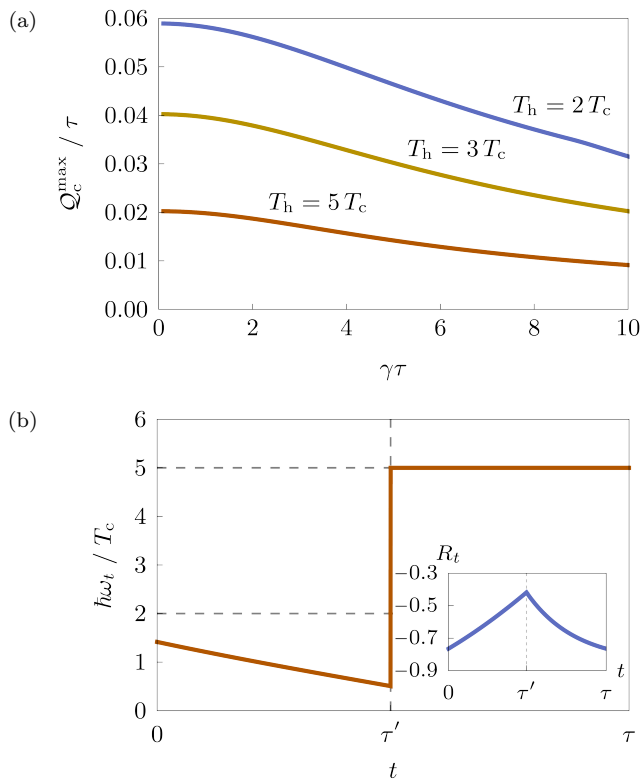 (a)
0.06
0.05
0.04
0.03
0.02
0.01
0.00
𝒬_c^max / τ
T_h = 2 T_c
T_h = 3 T_c
T_h = 5 T_c
0 2 4 6 8 10
γτ
(b)
6
5
4
3
2
1
0
ℏω_t / T_c
R_t
−0.3
−0.5
−0.7
−0.9
0 τ′ τ
t
0 τ′ τ
t